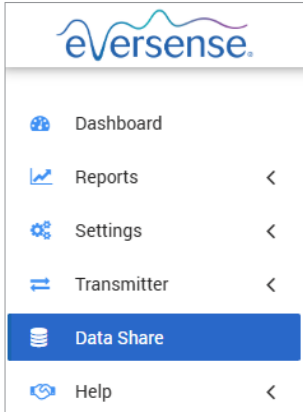 eversense.
Dashboard
Reports
Settings
Transmitter
Data Share
Help